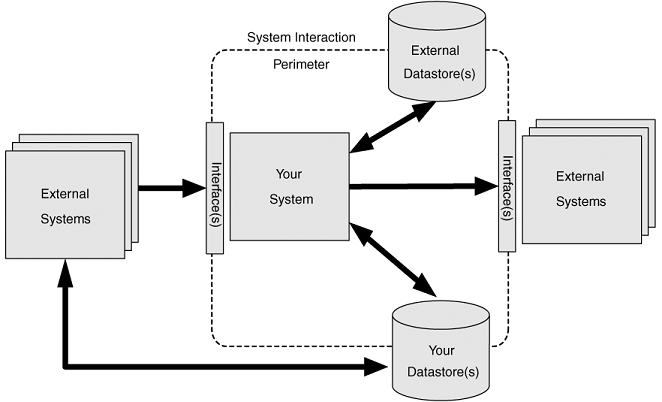 System Interaction
Perimeter
External
Datastore(s)
External
Systems
Interface(s)
Your
System
Interface(s)
External
Systems
Your
Datastore(s)